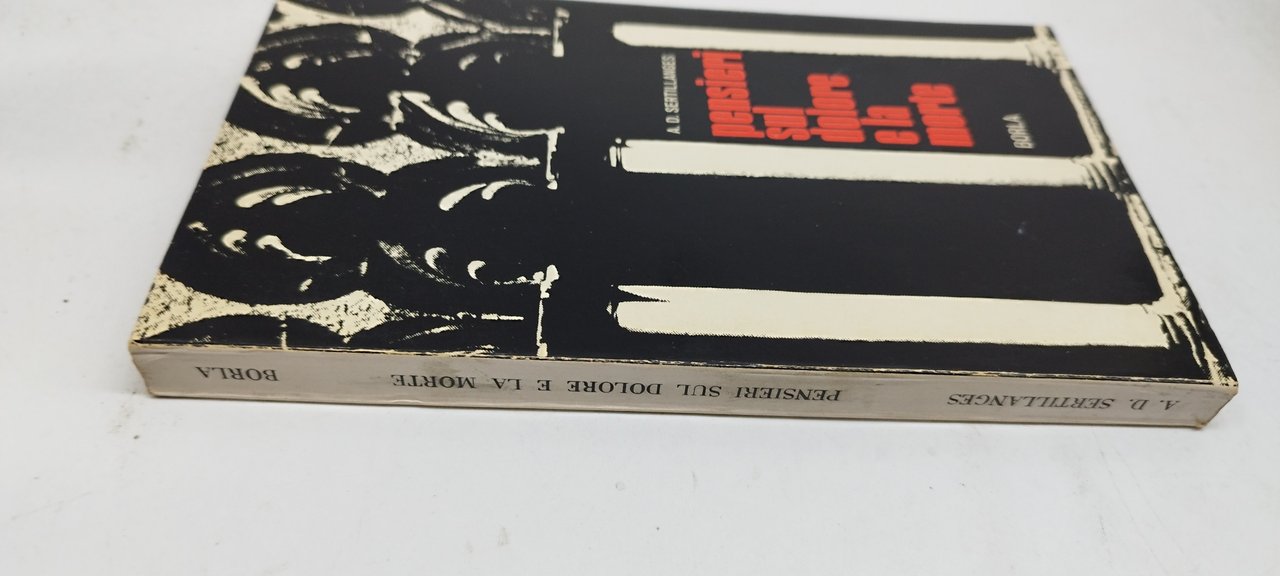 A. D. SERTILLANGES
pensieri
sul
dolore
e la
morte
BORLA
A. D. SERTILLANGES PENSIERI SUL DOLORE E LA MORTE BORLA